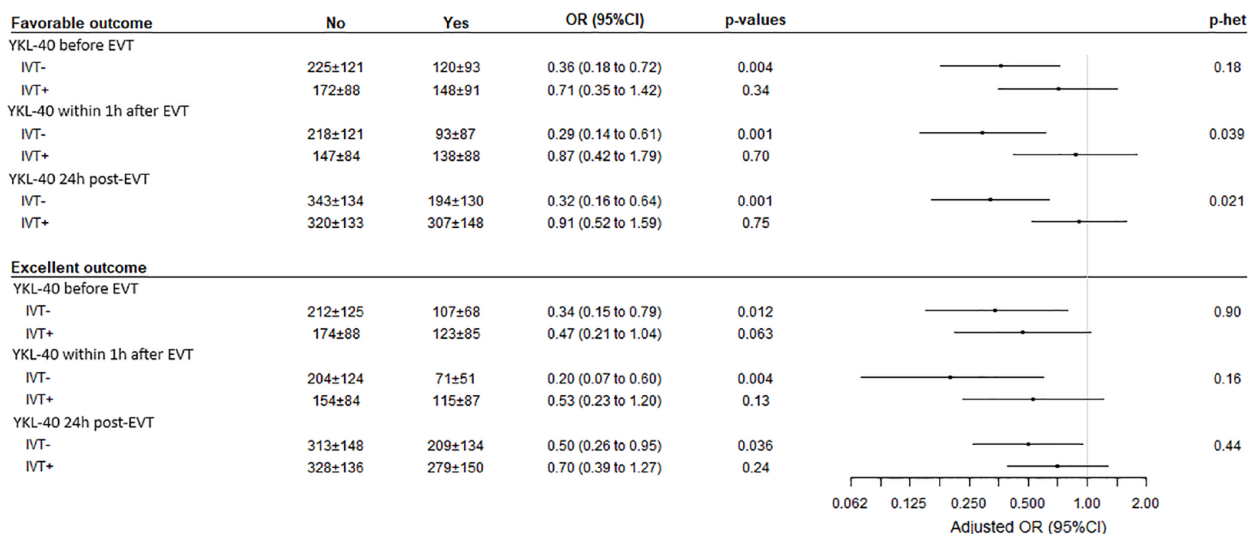 Favorable outcome No Yes OR (95%CI) p-values p-het
YKL-40 before EVT
IVT- 225±121 120±93 0.36 (0.18 to 0.72) 0.004 0.18
IVT+ 172±88 148±91 0.71 (0.35 to 1.42) 0.34
YKL-40 within 1h after EVT
IVT- 218±121 93±87 0.29 (0.14 to 0.61) 0.001 0.039
IVT+ 147±84 138±88 0.87 (0.42 to 1.79) 0.70
YKL-40 24h post-EVT
IVT- 343±134 194±130 0.32 (0.16 to 0.64) 0.001 0.021
IVT+ 320±133 307±148 0.91 (0.52 to 1.59) 0.75
Excellent outcome
YKL-40 before EVT
IVT- 212±125 107±68 0.34 (0.15 to 0.79) 0.012 0.90
IVT+ 174±88 123±85 0.47 (0.21 to 1.04) 0.063
YKL-40 within 1h after EVT
IVT- 204±124 71±51 0.20 (0.07 to 0.60) 0.004 0.16
IVT+ 154±84 115±87 0.53 (0.23 to 1.20) 0.13
YKL-40 24h post-EVT
IVT- 313±148 209±134 0.50 (0.26 to 0.95) 0.036 0.44
IVT+ 328±136 279±150 0.70 (0.39 to 1.27) 0.24
0.062 0.125 0.250 0.500 1.00 2.00
Adjusted OR (95%CI)